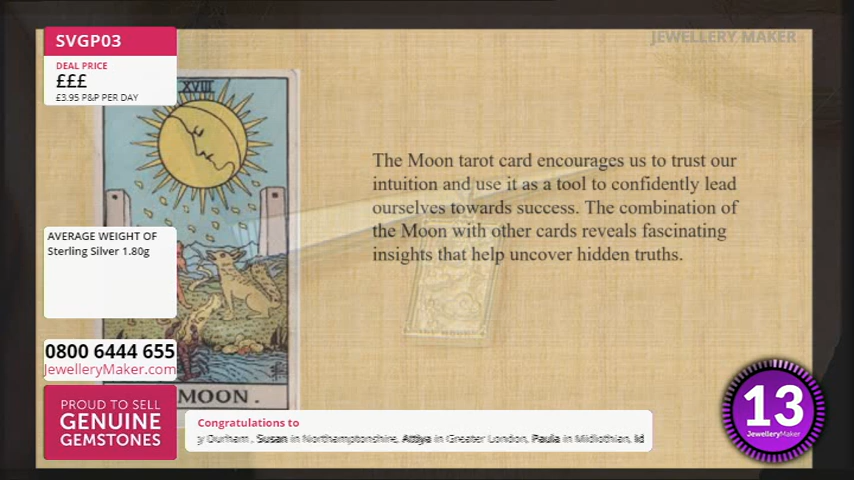 SVGP03
DEAL PRICE
£££
£3.95 P&P PER DAY
JEWELLERY MAKER
XVIII
The Moon tarot card encourages us to trust our
intuition and use it as a tool to confidently lead
ourselves towards success. The combination of
the Moon with other cards reveals fascinating
insights that help uncover hidden truths.
AVERAGE WEIGHT OF
Sterling Silver 1.80g
0800 6444 655
JewelleryMaker.com
MOON.
PROUD TO SELL
GENUINE
GEMSTONES
Congratulations to
y Durham, Susan in Northamptonshire, Attiya in Greater London, Paula in Midlothian, Id
13
JewelleryMaker